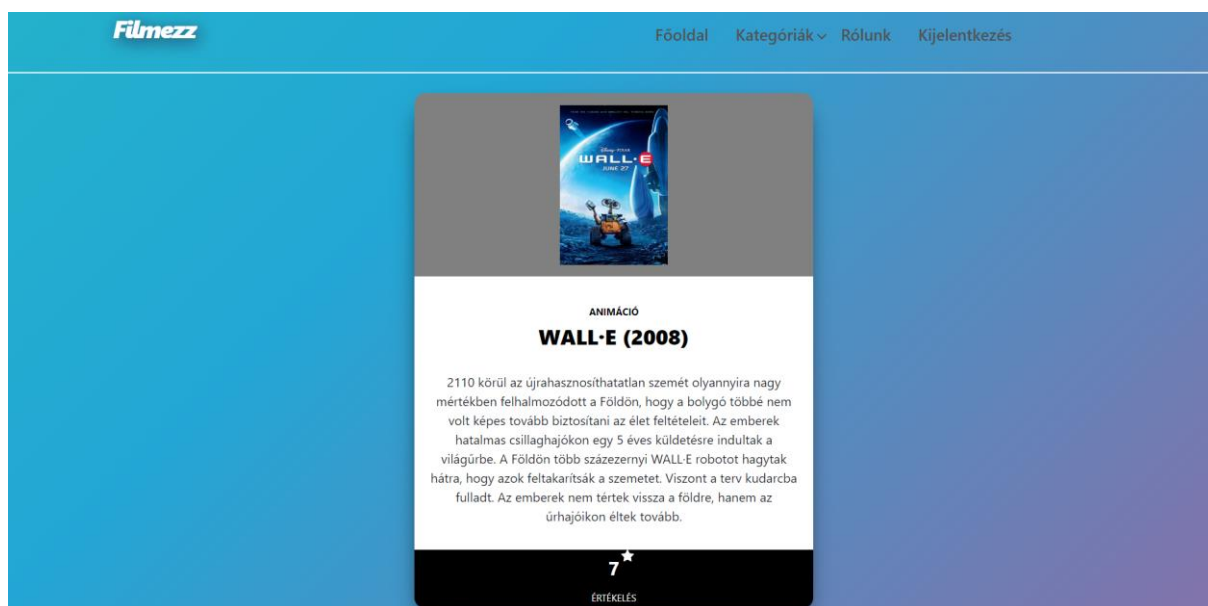 Filmezz
Főoldal Kategóriák Rólunk Kijelentkezés
Disney·PIXAR
WALL·E
JUNE 27
ANIMÁCIÓ
WALL·E (2008)
2110 körül az újrahasznosíthatatlan szemét olyannyira nagy
mértékben felhalmozódott a Földön, hogy a bolygó többé nem
volt képes tovább biztosítani az élet feltételeit. Az emberek
hatalmas csillaghajókon egy 5 éves küldetésre indultak a
világűrbe. A Földön több százezernyi WALL·E robotot hagytak
hátra, hogy azok feltakarítsák a szemetet. Viszont a terv kudarcba
fulladt. Az emberek nem tértek vissza a földre, hanem az
űrhajóikon éltek tovább.
7
ÉRTÉKELÉS